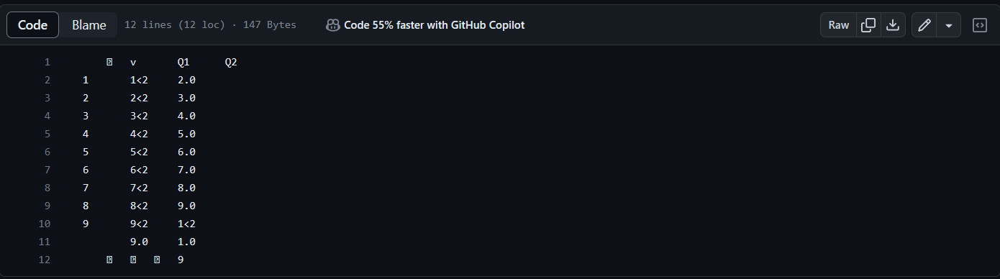 Code Blame 12 lines (12 loc) · 147 Bytes Code 55% faster with GitHub Copilot Raw
1 v Q1 Q2
2 1 1<2 2.0
3 2 2<2 3.0
4 3 3<2 4.0
5 4 4<2 5.0
6 5 5<2 6.0
7 6 6<2 7.0
8 7 7<2 8.0
9 8 8<2 9.0
10 9 9<2 1<2
11 9.0 1.0
12 9